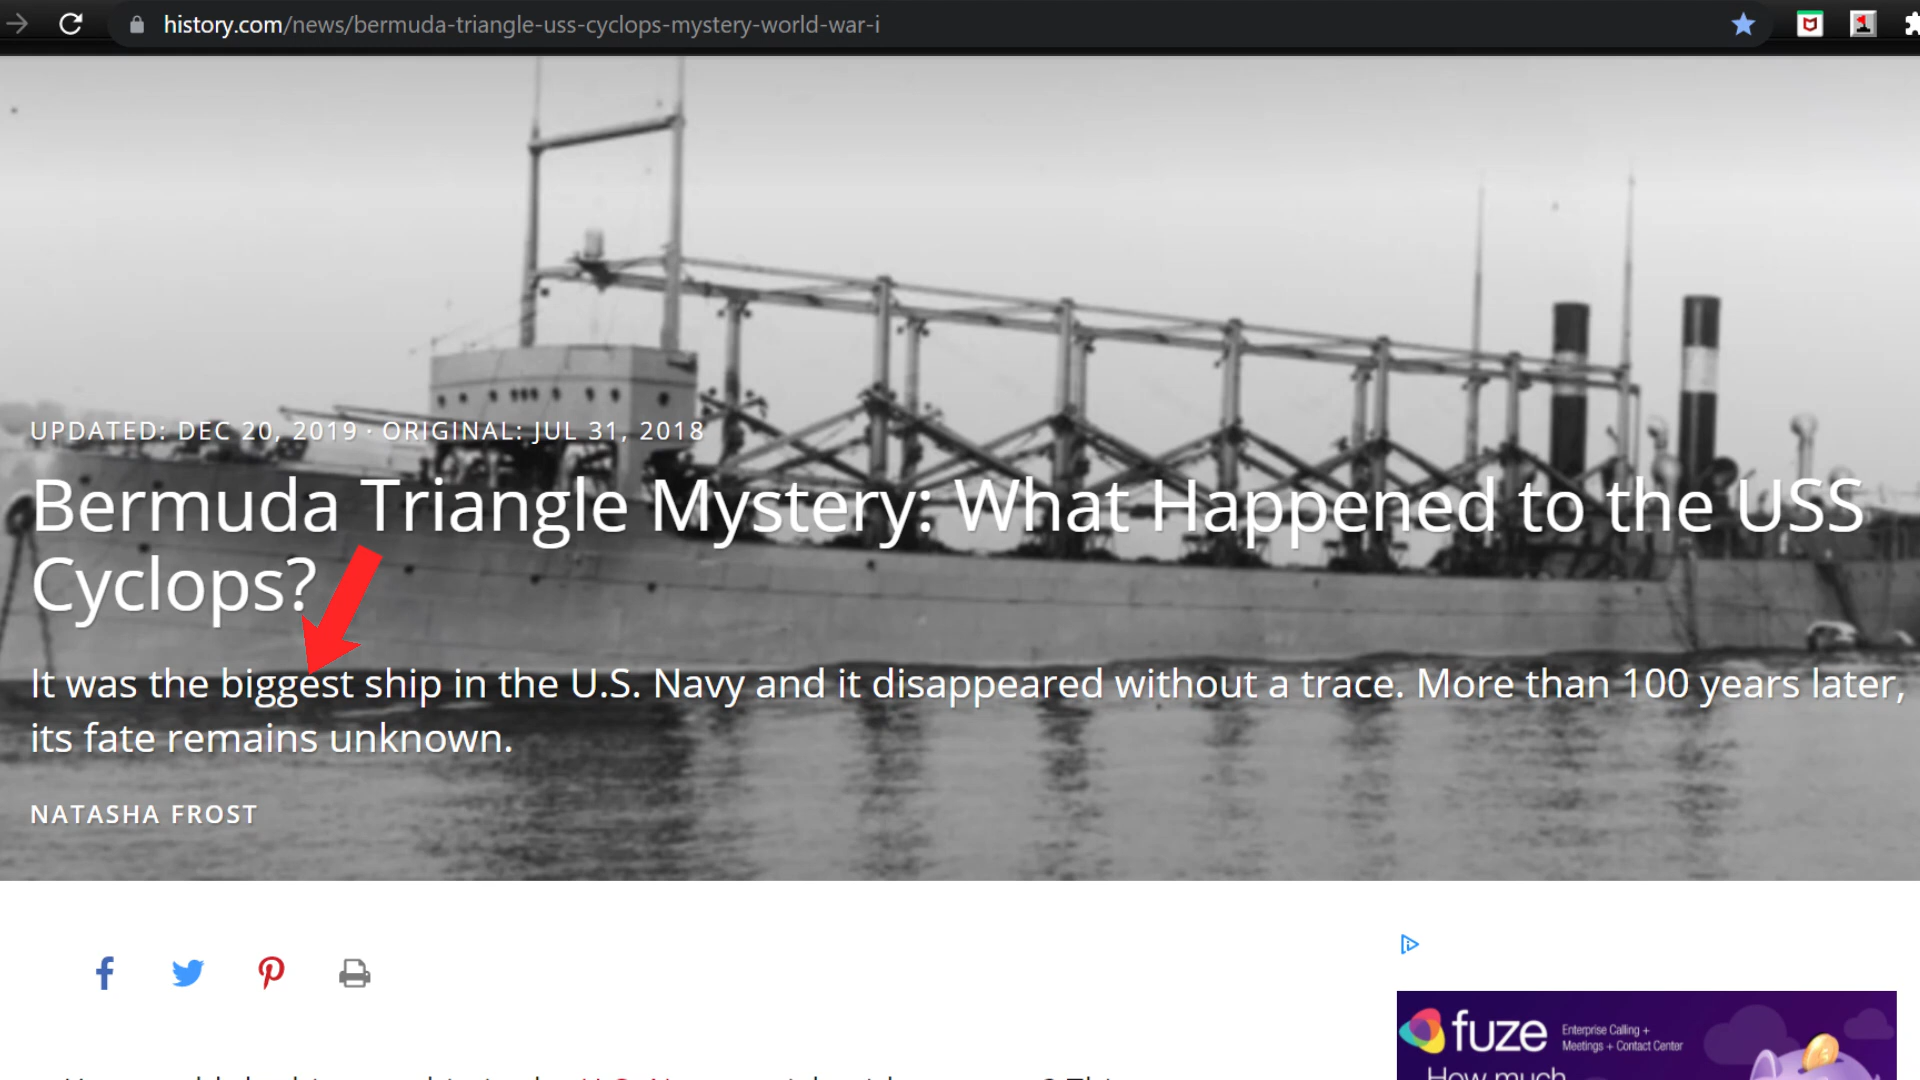 history.com/news/bermuda-triangle-uss-cyclops-mystery-world-war-i
UPDATED: DEC 20, 2019 · ORIGINAL: JUL 31, 2018
Bermuda Triangle Mystery: What Happened to the USS
Cyclops?
It was the biggest ship in the U.S. Navy and it disappeared without a trace. More than 100 years later,
its fate remains unknown.
NATASHA FROST
fuze
Enterprise Calling +
Meetings + Contact Center
How much